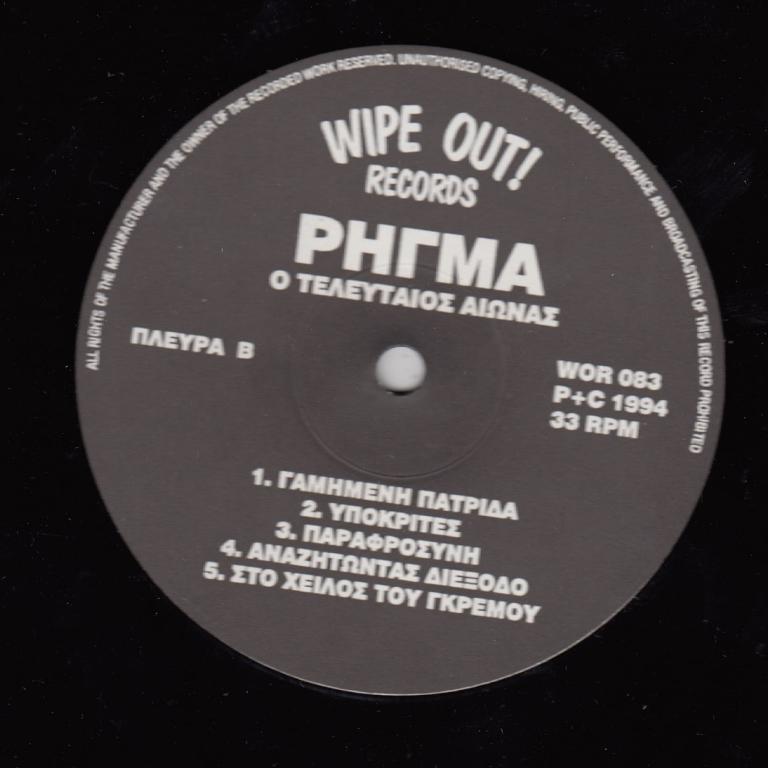 ALL RIGHTS OF THE MANUFACTURER AND THE OWNER OF THE RECORDED WORK RESERVED. UNAUTHORISED COPYING, HIRING, PUBLIC PERFORMANCE AND BROADCASTING OF THIS RECORD PROHIBITED
WIPE OUT!
RECORDS
ΡΗΓΜΑ
Ο ΤΕΛΕΥΤΑΙΟΣ ΑΙΩΝΑΣ
ΠΛΕΥΡΑ Β
WOR 083
P+C 1994
33 RPM
1. ΓΑΜΗΜΕΝΗ ΠΑΤΡΙΔΑ
2. ΥΠΟΚΡΙΤΕΣ
3. ΠΑΡΑΦΡΟΣΥΝΗ
4. ΑΝΑΖΗΤΩΝΤΑΣ ΔΙΕΞΟΔΟ
5. ΣΤΟ ΧΕΙΛΟΣ ΤΟΥ ΓΚΡΕΜΟΥ